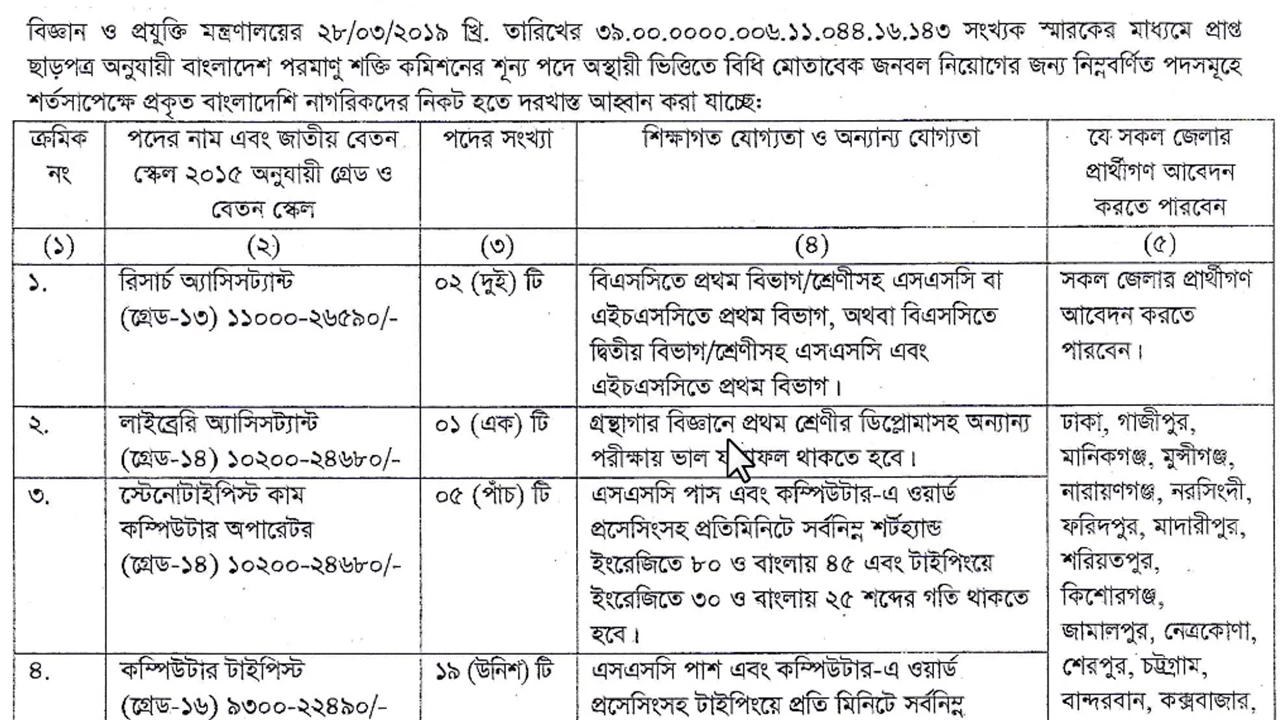 বিজ্ঞান ও প্রযুক্তি মন্ত্রণালয়ের ২৮/০৩/২০১৯ খ্রি. তারিখের ৩৯.০০.০০০০.০০৬.১১.০৪৪.১৬.১৪৩ সংখ্যক স্মারকের মাধ্যমে প্রাপ্ত
ছাড়পত্র অনুযায়ী বাংলাদেশ পরমাণু শক্তি কমিশনের শূন্য পদে অস্থায়ী ভিত্তিতে বিধি মোতাবেক জনবল নিয়োগের জন্য নিম্নবর্ণিত পদসমূহে
শর্তসাপেক্ষে প্রকৃত বাংলাদেশি নাগরিকদের নিকট হতে দরখাস্ত আহ্বান করা যাচ্ছেঃ
ক্রমিক
নং
পদের নাম এবং জাতীয় বেতন
স্কেল ২০১৫ অনুযায়ী গ্রেড ও
বেতন স্কেল
পদের সংখ্যা
শিক্ষাগত যোগ্যতা ও অন্যান্য যোগ্যতা
যে সকল জেলার
প্রার্থীগণ আবেদন
করতে পারবেন
(১)
(২)
(৩)
(৪)
(৫)
১.
রিসার্চ অ্যাসিসট্যান্ট
(গ্রেড-১৩) ১১০০০-২৬৫৯০/-
০২ (দুই) টি
বিএসসিতে প্রথম বিভাগ/শ্রেণীসহ এসএসসি বা
এইচএসসিতে প্রথম বিভাগ, অথবা বিএসসিতে
দ্বিতীয় বিভাগ/শ্রেণীসহ এসএসসি এবং
এইচএসসিতে প্রথম বিভাগ।
সকল জেলার প্রার্থীগণ
আবেদন করতে
পারবেন।
২.
লাইব্রেরি অ্যাসিসট্যান্ট
(গ্রেড-১৪) ১০২০০-২৪৬৮০/-
০১ (এক) টি
গ্রন্থাগার বিজ্ঞানে প্রথম শ্রেণীর ডিপ্লোমাসহ অন্যান্য
পরীক্ষায় ভাল থাকতে হবে।
৩.
স্টেনোটাইপিস্ট কাম
কম্পিউটার অপারেটর
(গ্রেড-১৪) ১০২০০-২৪৬৮০/-
০৫ (পাঁচ) টি
এসএসসি পাস এবং কম্পিউটার-এ ওয়ার্ড
প্রসেসিংসহ প্রতিমিনিটে সর্বনিম্ন শর্টহ্যান্ড
ইংরেজিতে ৮০ ও বাংলায় ৪৫ এবং টাইপিংয়ে
ইংরেজিতে ৩০ ও বাংলায় ২৫ শব্দের গতি থাকতে
হবে।
৪.
কম্পিউটার টাইপিস্ট
(গ্রেড-১৬) ৯৩০০-২২৪৯০/-
১৯ (উনিশ) টি
এসএসসি পাশ এবং কম্পিউটার-এ ওয়ার্ড
প্রসেসিংসহ টাইপিংয়ে প্রতি মিনিটে সর্বনিম্ন
ঢাকা, গাজীপুর,
মানিকগঞ্জ, মুন্সীগঞ্জ,
নারায়ণগঞ্জ, নরসিংদী,
ফরিদপুর, মাদারীপুর,
শরিয়তপুর,
কিশোরগঞ্জ,
জামালপুর, নেত্রকোণা,
শেরপুর, চট্টগ্রাম,
বান্দরবান, কক্সবাজার,